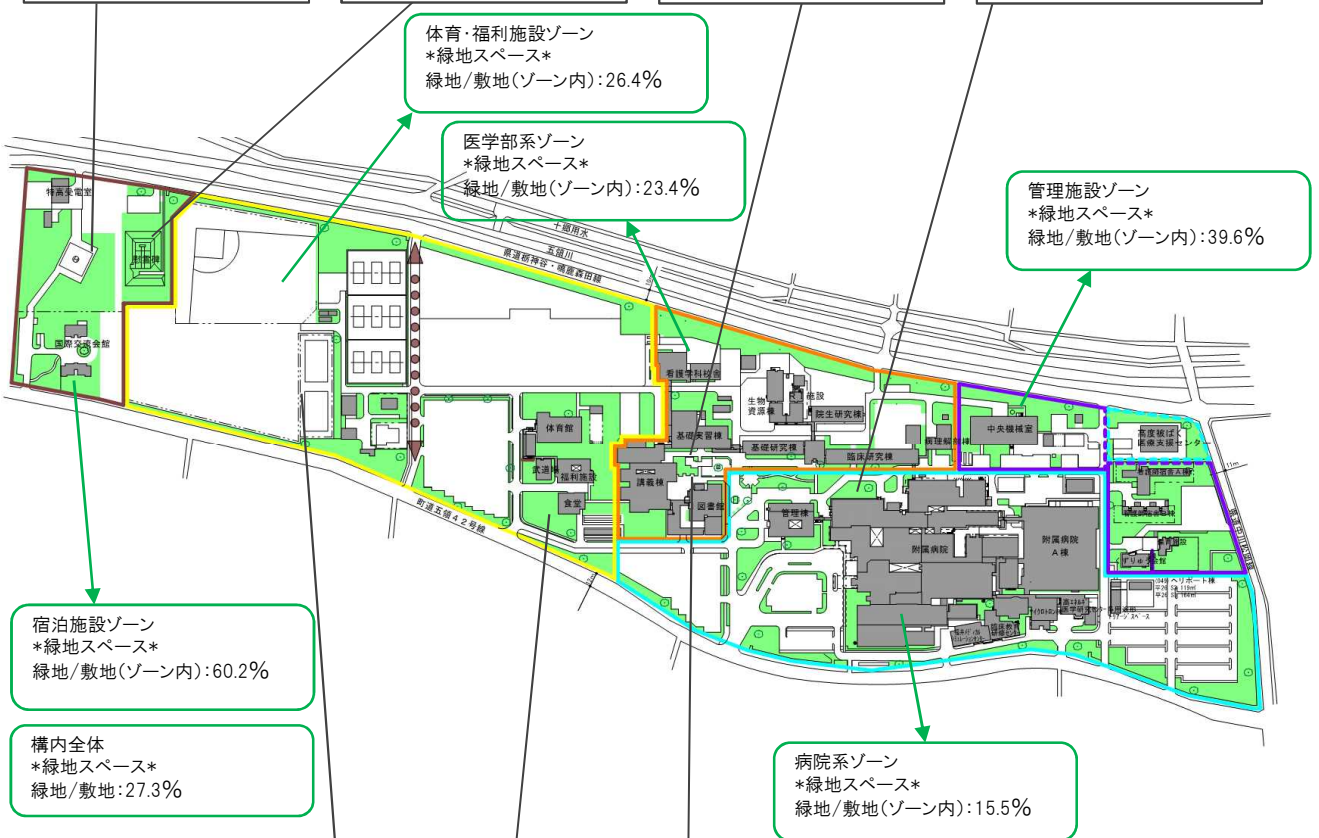 体育・福利施設ゾーン
*緑地スペース*
緑地/敷地(ゾーン内):26.4%
医学部系ゾーン
*緑地スペース*
緑地/敷地(ゾーン内):23.4%
管理施設ゾーン
*緑地スペース*
緑地/敷地(ゾーン内):39.6%
特高受電室
十郷用水
五領川
県道栃神谷・鳴鹿森田線
国際交流会館
看護学科校舎
院生研究棟
中央機械室
高度被ばく
医療支援センター
体育館
基礎実習棟
基礎研究棟
臨床研究棟
武道場
福利施設
講義棟
食堂
図書館
管理棟
附属病院
附属病院
A棟
町道五領42号線
宿泊施設ゾーン
*緑地スペース*
緑地/敷地(ゾーン内):60.2%
構内全体
*緑地スペース*
緑地/敷地:27.3%
病院系ゾーン
*緑地スペース*
緑地/敷地(ゾーン内):15.5%